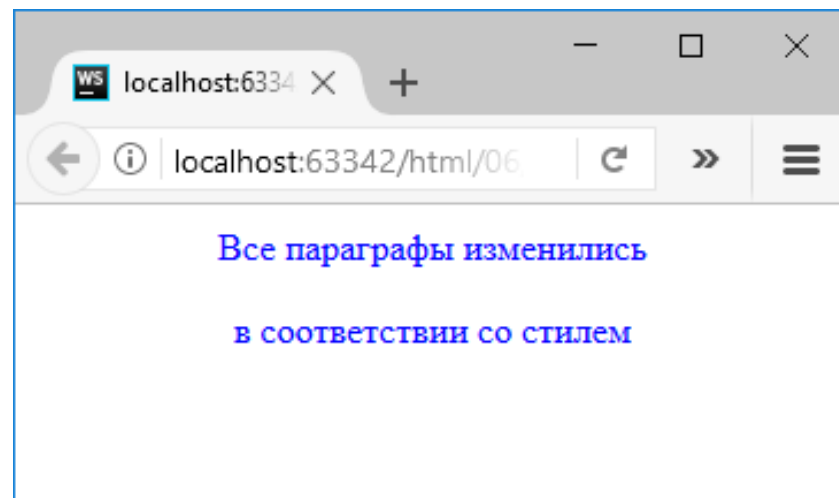 WS localhost:6334
localhost:63342/html/06
Все параграфы изменились
в соответствии со стилем